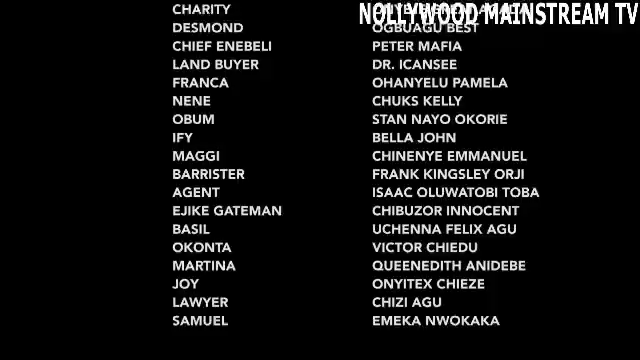 NOLLYWOOD MAINSTREAM TV
CHARITY
DESMOND OGBUAGU BEST
CHIEF ENEBELI PETER MAFIA
LAND BUYER DR. ICANSEE
FRANCA OHANYELU PAMELA
NENE CHUKS KELLY
OBUM STAN NAYO OKORIE
IFY BELLA JOHN
MAGGI CHINENYE EMMANUEL
BARRISTER FRANK KINGSLEY ORJI
AGENT ISAAC OLUWATOBI TOBA
EJIKE GATEMAN CHIBUZOR INNOCENT
BASIL UCHENNA FELIX AGU
OKONTA VICTOR CHIEDU
MARTINA QUEENEDITH ANIDEBE
JOY ONYITEX CHIEZE
LAWYER CHIZI AGU
SAMUEL EMEKA NWOKAKA